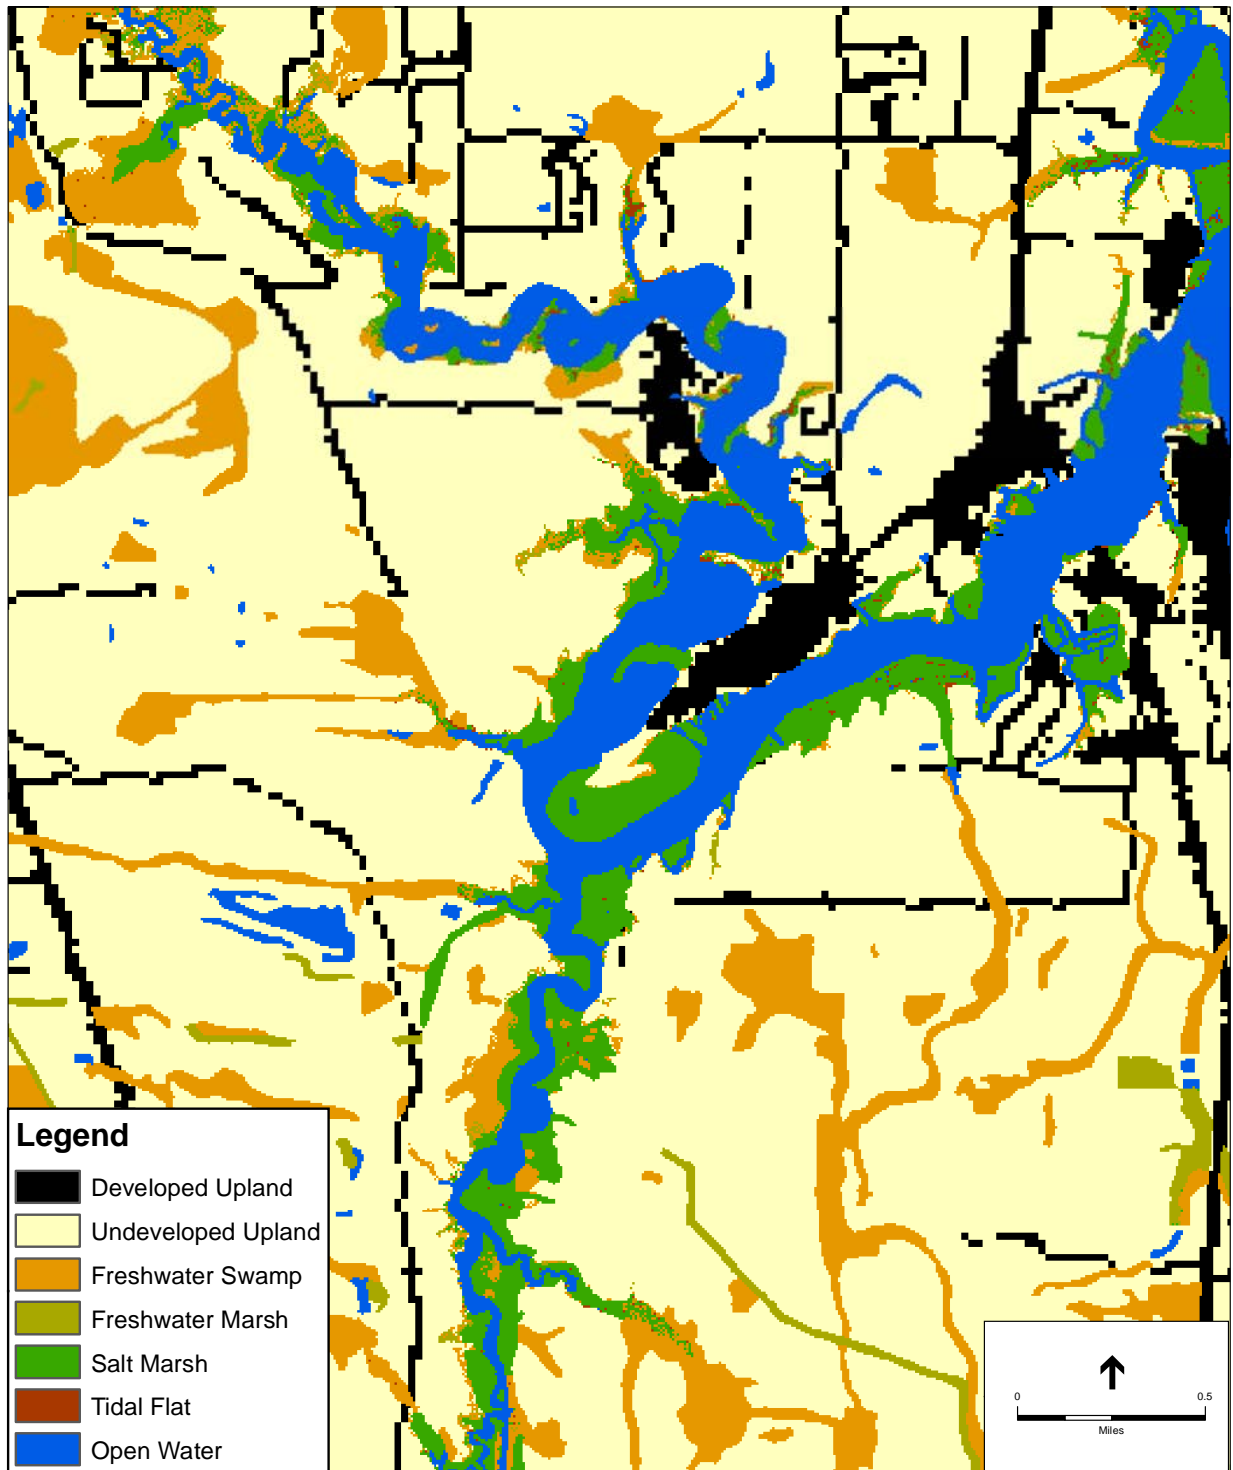 Legend
Developed Upland
Undeveloped Upland
Freshwater Swamp
Freshwater Marsh
Salt Marsh
Tidal Flat
Open Water
0 0.5
Miles